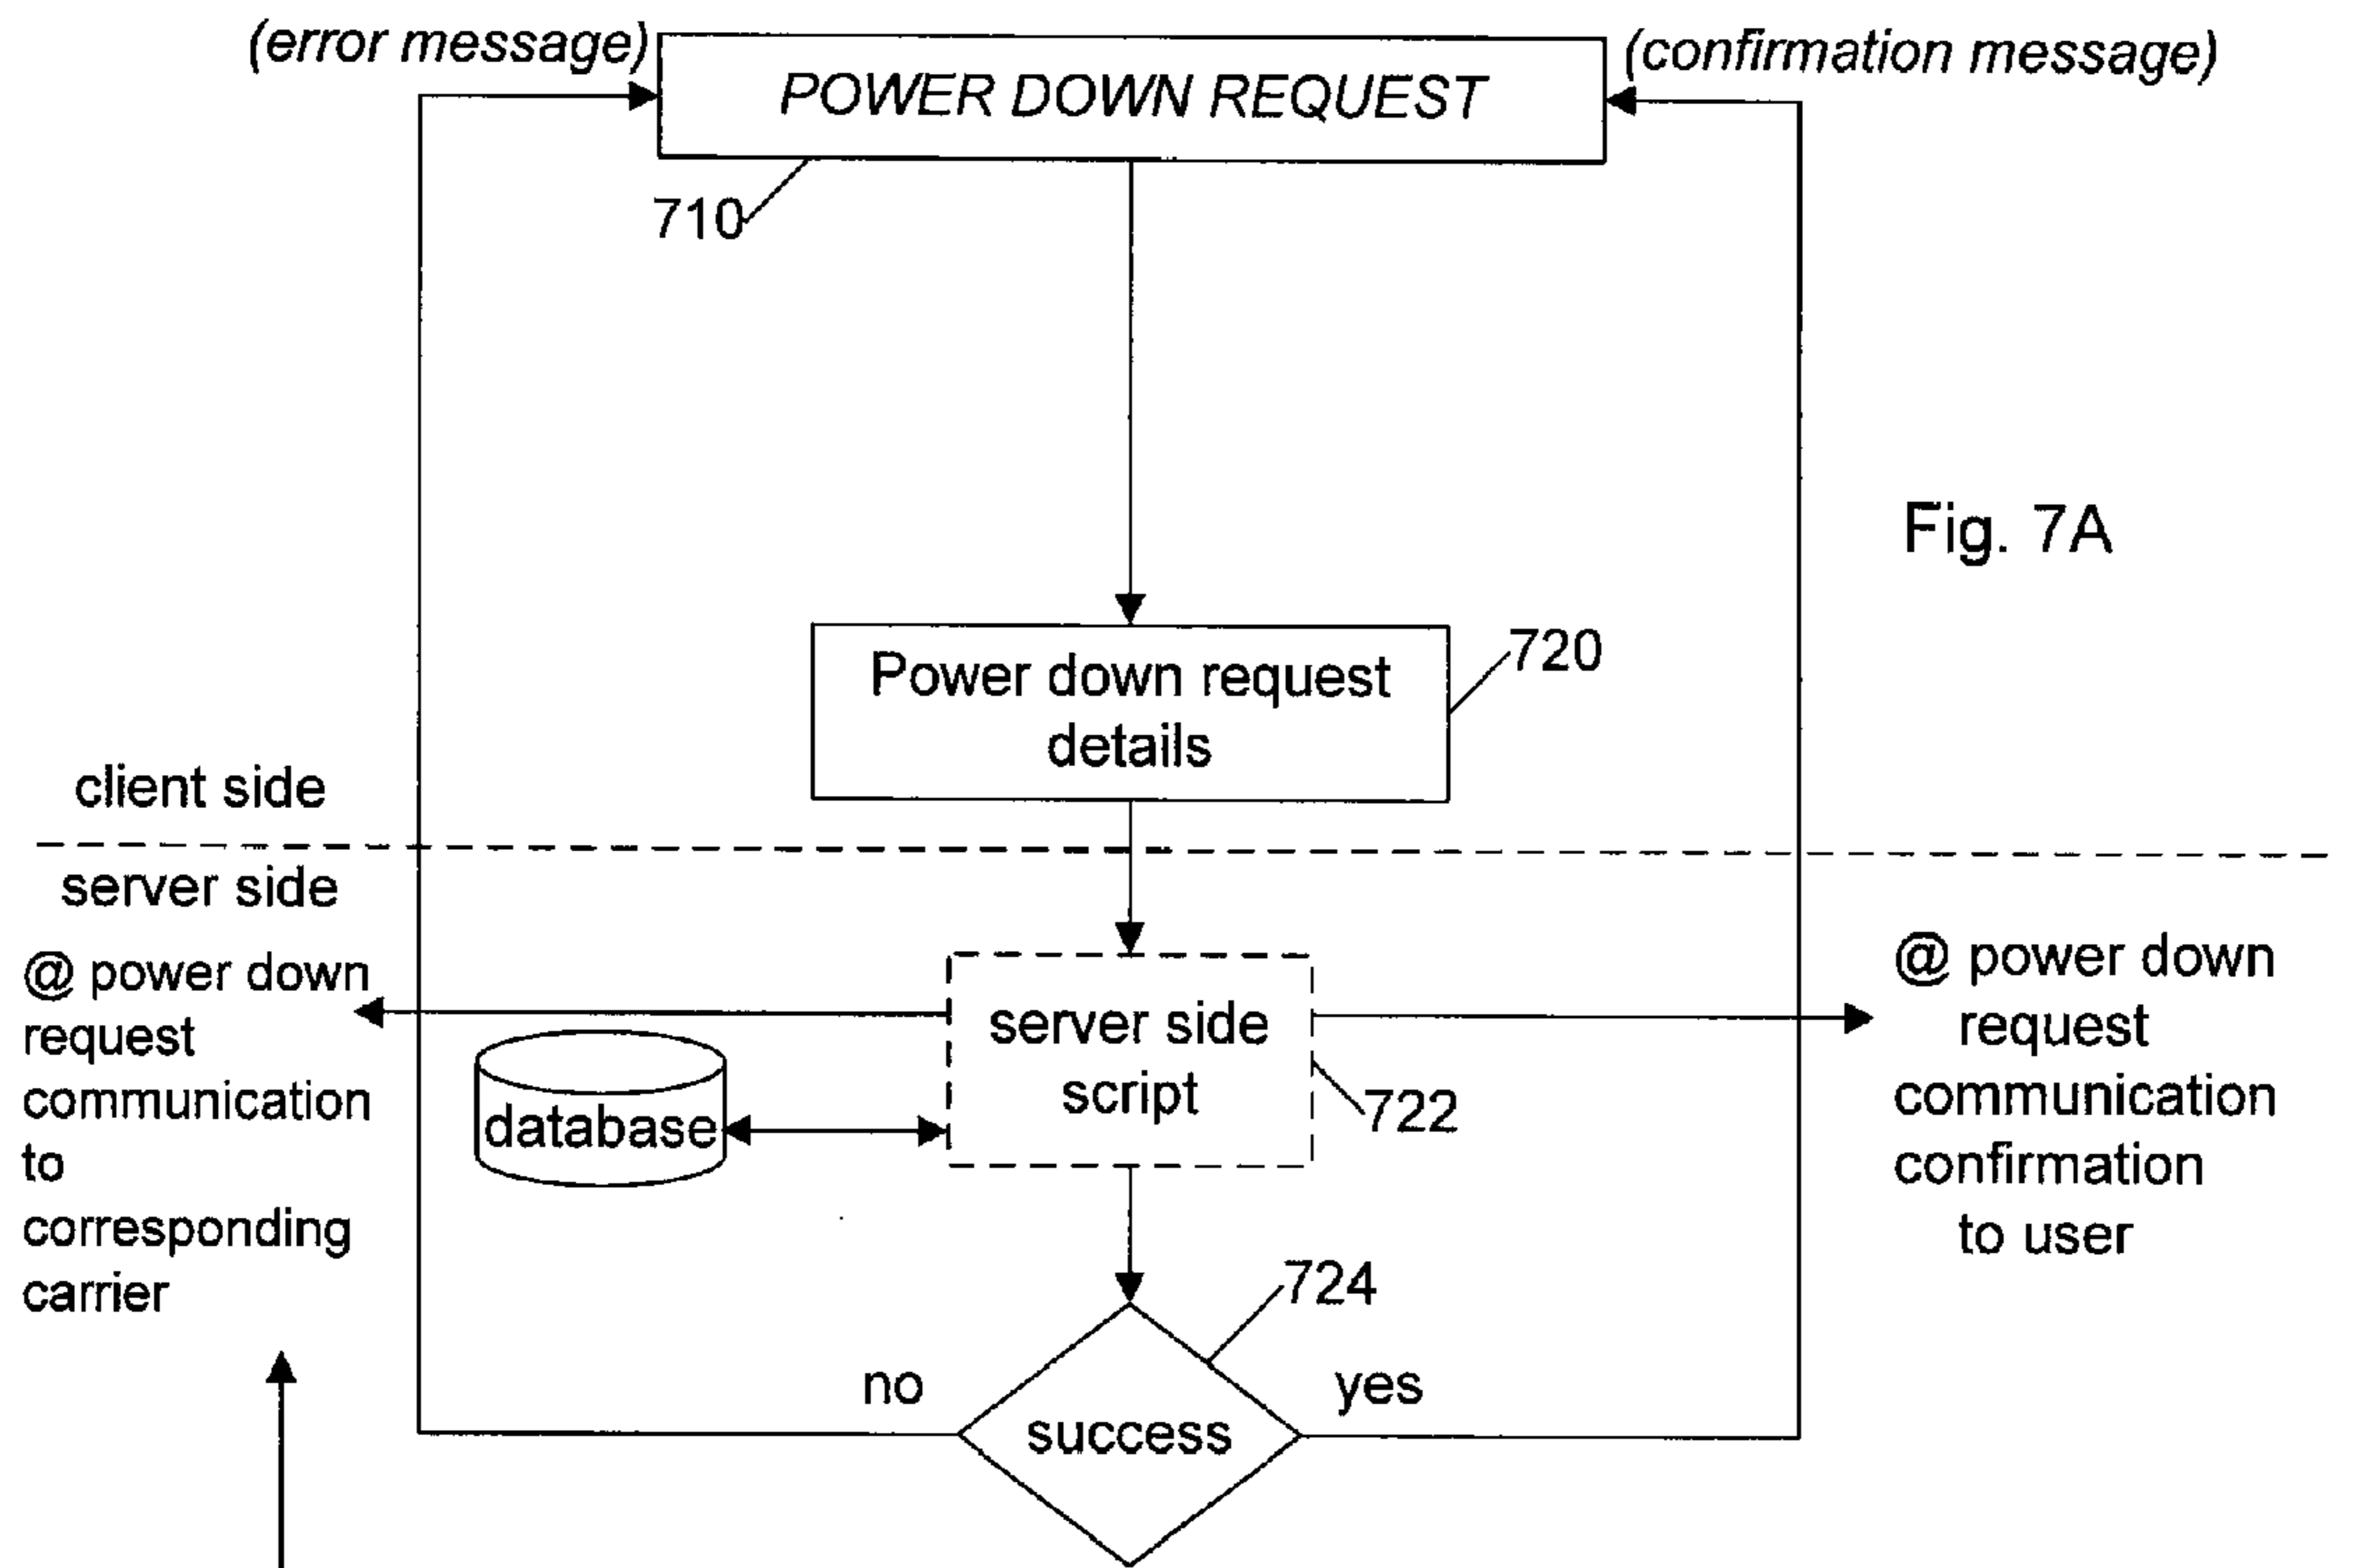 (error message)
POWER DOWN REQUEST
(confirmation message)
710
Fig. 7A
Power down request
details
720
client side
server side
@ power down
request
communication
to
corresponding
carrier
server side
script
722
database
@ power down
request
communication
confirmation
to user
724
no
success
yes